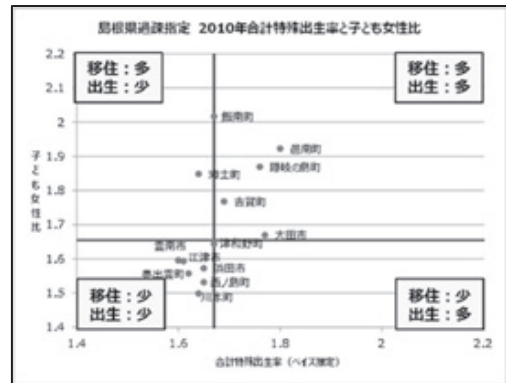 島根県過疎指定 2010年合計特殊出生率と子ども女性比
2.2
移住：多
出生：少
移住：多
出生：多
2.1
2
飯南町
邑南町
1.9
隠岐の島町
海士町
1.8
吉賀町
1.7
大田市
津和野町
雲南市
1.6
江津市
浜田市
奥出雲町
西ノ島町
1.5
川本町
移住：少
出生：少
移住：少
出生：多
1.4
1.4
1.6
1.8
2
2.2
子ども女性比
合計特殊出生率（ベイズ推定）